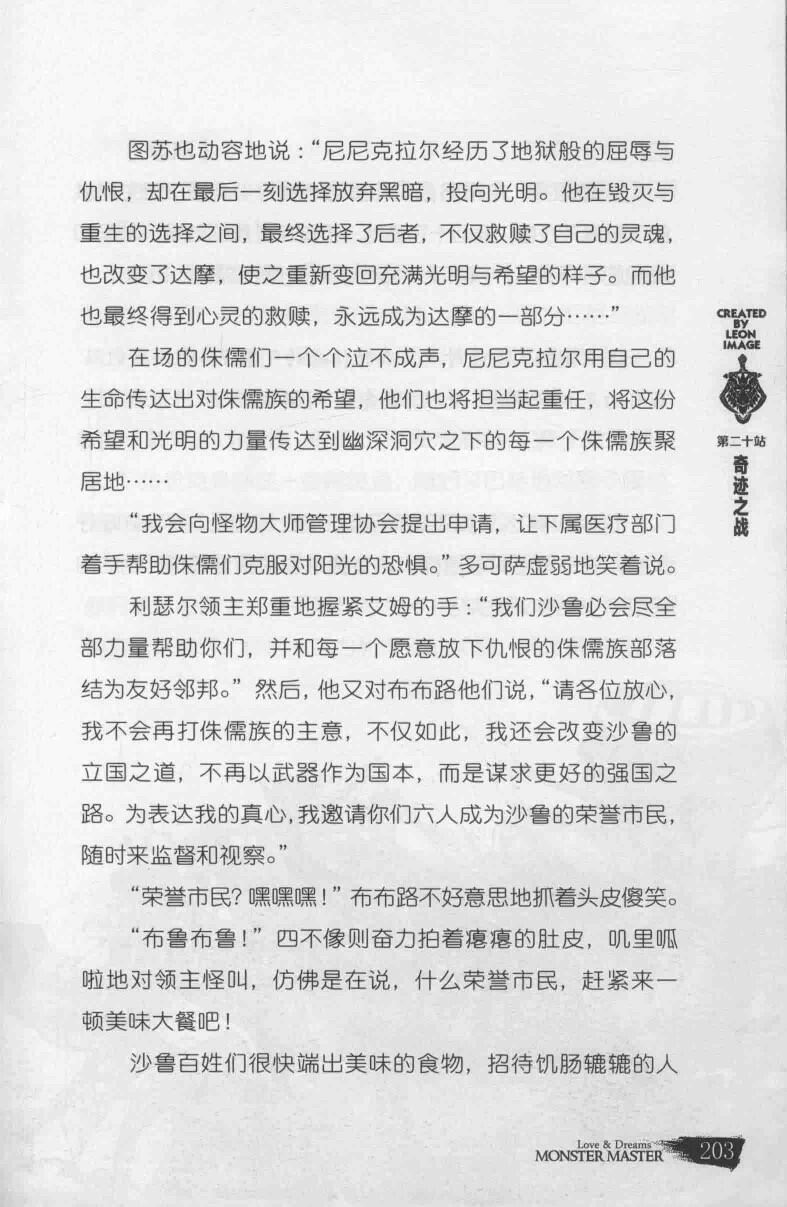 图苏也动容地说：“尼尼克拉尔经历了地狱般的屈辱与
仇恨，却在最后一刻选择放弃黑暗，投向光明。他在毁灭与
重生的选择之间，最终选择了后者，不仅救赎了自己的灵魂，
也改变了达摩，使之重新变回充满光明与希望的样子。而他
也最终得到心灵的救赎，永远成为达摩的一部分……”
在场的侏儒们一个个泣不成声，尼尼克拉尔用自己的
生命传达出对侏儒族的希望，他们也将担当起重任，将这份
希望和光明的力量传达到幽深洞穴之下的每一个侏儒族聚
居地……
“我会向怪物大师管理协会提出申请，让下属医疗部门
着手帮助侏儒们克服对阳光的恐惧。”多可萨虚弱地笑着说。
利瑟尔领主郑重地握紧艾姆的手：“我们沙鲁必会尽全
部力量帮助你们，并和每一个愿意放下仇恨的侏儒族部落
结为友好邻邦。”然后，他又对布布路他们说，“请各位放心，
我不会再打侏儒族的主意，不仅如此，我还会改变沙鲁的
立国之道，不再以武器作为国本，而是谋求更好的强国之
路。为表达我的真心，我邀请你们六人成为沙鲁的荣誉市民，
随时来监督和视察。”
“荣誉市民？嘿嘿嘿！”布布路不好意思地抓着头皮傻笑。
“布鲁布鲁！”四不像则奋力拍着瘪瘪的肚皮，叽里呱
啦地对领主怪叫，仿佛是在说，什么荣誉市民，赶紧来一
顿美味大餐吧！
沙鲁百姓们很快端出美味的食物，招待饥肠辘辘的人
CREATED
BY
LEON
IMAGE
第二十站
奇迹之战
Love & Dreams
MONSTER MASTER 203